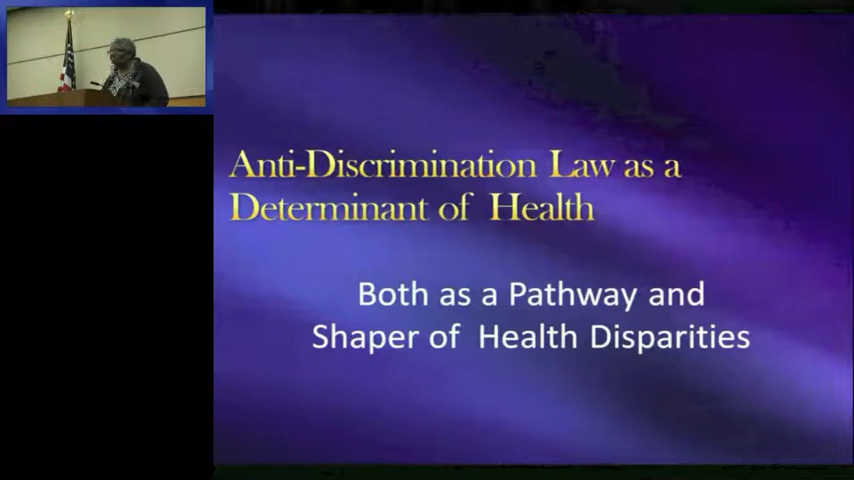 Anti-Discrimination Law as a
Determinant of Health
Both as a Pathway and
Shaper of Health Disparities